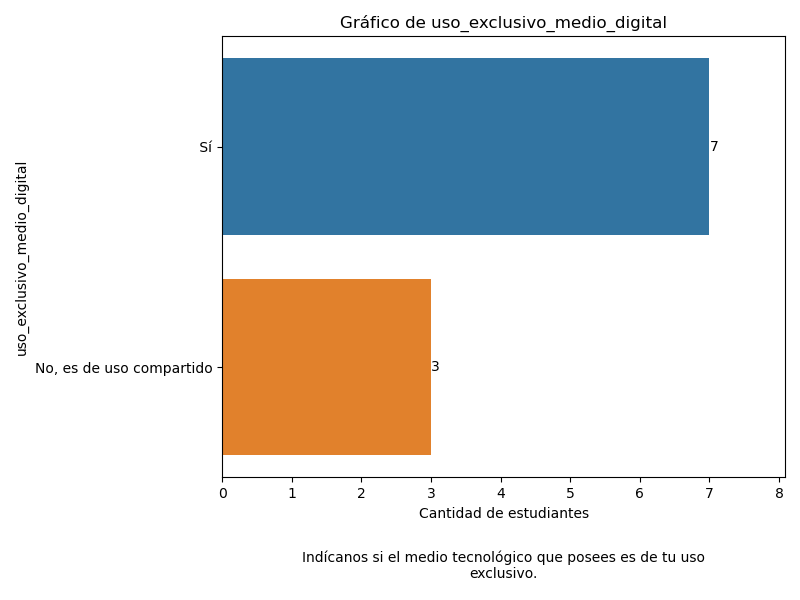 Gráfico de uso_exclusivo_medio_digital
uso_exclusivo_medio_digital
Sí
7
No, es de uso compartido
3
0 1 2 3 4 5 6 7 8
Cantidad de estudiantes
Indícanos si el medio tecnológico que posees es de tu uso
exclusivo.